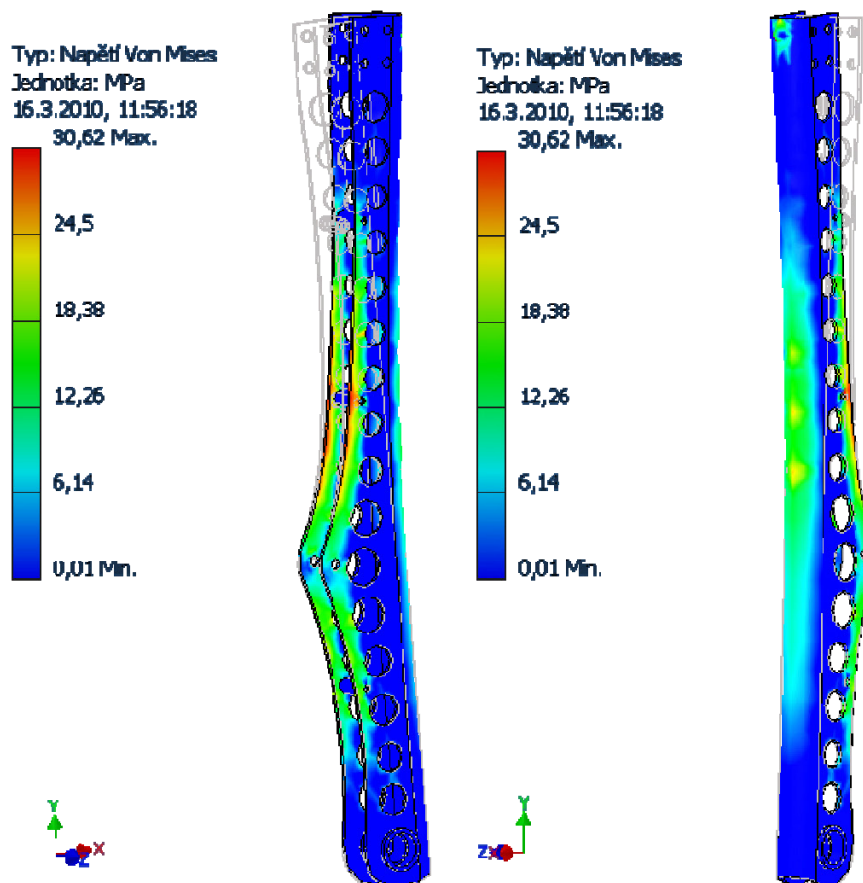 Typ: Napětí Von Mises
Jednotka: MPa
16.3.2010, 11:56:18
30,62 Max.
24,5
18,38
12,26
6,14
0,01 Min.
Y
X
Z
Typ: Napětí Von Mises
Jednotka: MPa
16.3.2010, 11:56:18
30,62 Max.
24,5
18,38
12,26
6,14
0,01 Min.
Y
Z
X